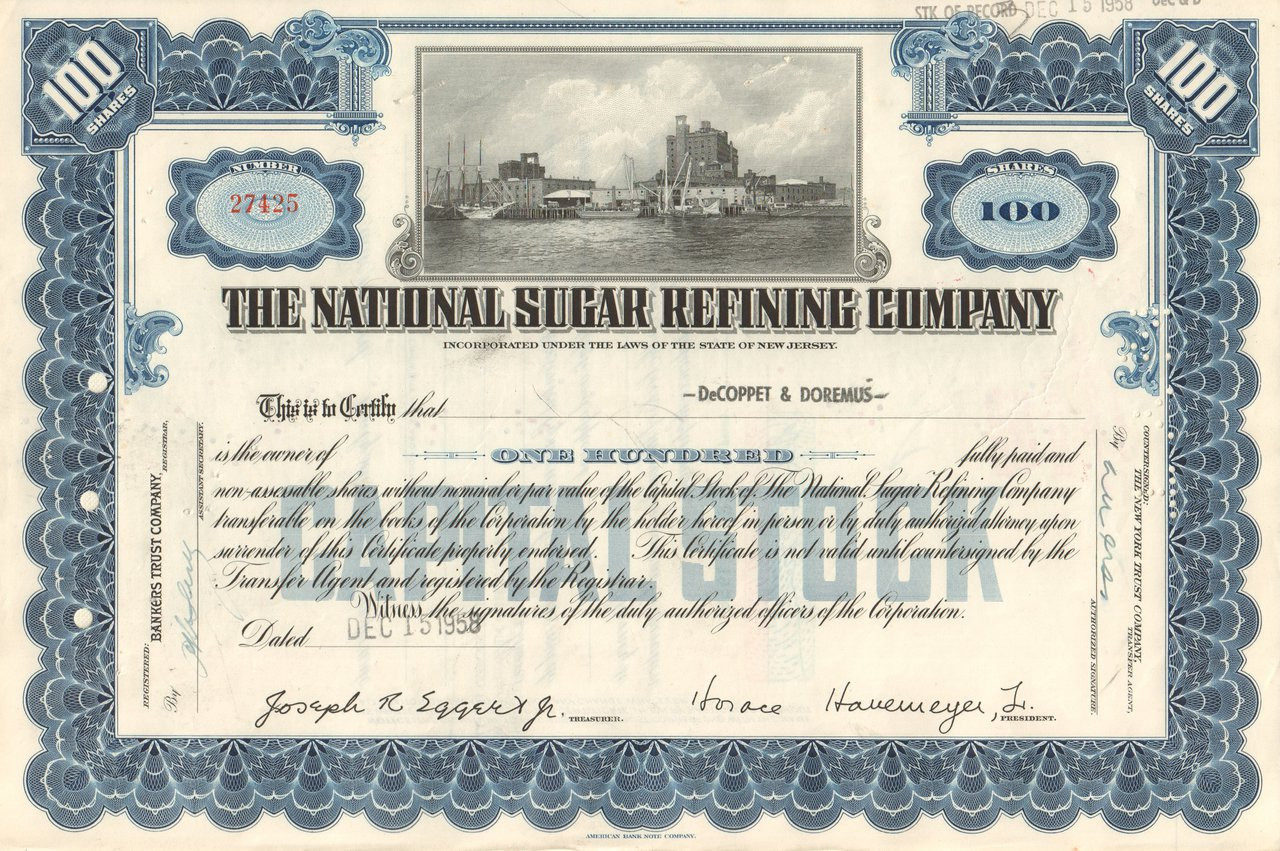 STK OF RECORD DEC 15 1958
100 SHARES
100 SHARES
NUMBER
27425
SHARES
100
THE NATIONAL SUGAR REFINING COMPANY
INCORPORATED UNDER THE LAWS OF THE STATE OF NEW JERSEY.
This is to Certify that —DeCOPPET & DOREMUS—
is the owner of ONE HUNDRED fully paid and
non-assessable shares without nominal or par value of the Capital Stock of The National Sugar Refining Company
transferable on the books of the Corporation by the holder hereof in person or by duly authorized attorney upon
surrender of this Certificate properly endorsed. This Certificate is not valid until countersigned by the
Transfer Agent and registered by the Registrar.
Witness the signatures of the duly authorized officers of the Corporation.
Dated DEC 15 1958
CAPITAL STOCK
Joseph R Eggert Jr. TREASURER.
Horace Havemeyer, Jr. PRESIDENT.
REGISTERED:
BANKERS TRUST COMPANY, REGISTRAR,
By
ASSISTANT SECRETARY.
COUNTERSIGNED:
THE NEW YORK TRUST COMPANY,
TRANSFER AGENT,
By
AUTHORIZED SIGNATURE.
AMERICAN BANK NOTE COMPANY.